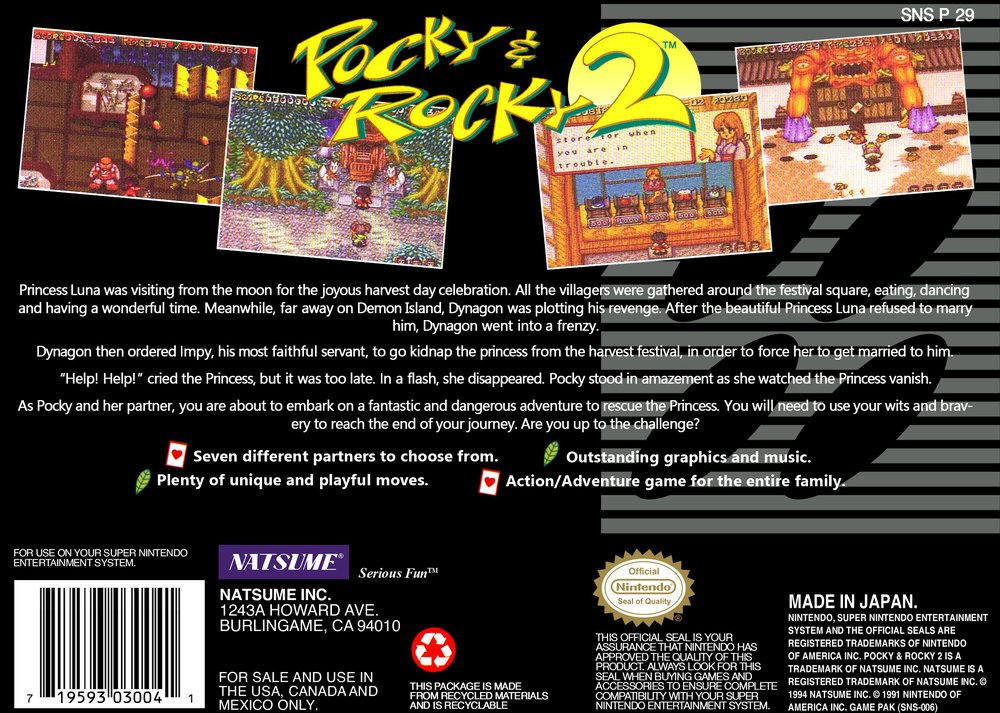 SNS P 29
POCKY &
ROCKY 2™
store for when
you are in
trouble.
Princess Luna was visiting from the moon for the joyous harvest day celebration. All the villagers were gathered around the festival square, eating, dancing
and having a wonderful time. Meanwhile, far away on Demon Island, Dynagon was plotting his revenge. After the beautiful Princess Luna refused to marry
him, Dynagon went into a frenzy.
Dynagon then ordered Impy, his most faithful servant, to go kidnap the princess from the harvest festival, in order to force her to get married to him.
“Help! Help!” cried the Princess, but it was too late. In a flash, she disappeared. Pocky stood in amazement as she watched the Princess vanish.
As Pocky and her partner, you are about to embark on a fantastic and dangerous adventure to rescue the Princess. You will need to use your wits and brav-
ery to reach the end of your journey. Are you up to the challenge?
Seven different partners to choose from.
Outstanding graphics and music.
Plenty of unique and playful moves.
Action/Adventure game for the entire family.
FOR USE ON YOUR SUPER NINTENDO
ENTERTAINMENT SYSTEM.
7 19593 03004 1
NATSUME®
Serious Fun™
NATSUME INC.
1243A HOWARD AVE.
BURLINGAME, CA 94010
FOR SALE AND USE IN
THE USA, CANADA AND
MEXICO ONLY.
THIS PACKAGE IS MADE
FROM RECYCLED MATERIALS
AND IS RECYCLABLE
Official
Nintendo
Seal of Quality
®
THIS OFFICIAL SEAL IS YOUR
ASSURANCE THAT NINTENDO HAS
APPROVED THE QUALITY OF THIS
PRODUCT. ALWAYS LOOK FOR THIS
SEAL WHEN BUYING GAMES AND
ACCESSORIES TO ENSURE COMPLETE
COMPATIBILITY WITH YOUR SUPER
NINTENDO ENTERTAINMENT SYSTEM.
MADE IN JAPAN.
NINTENDO, SUPER NINTENDO ENTERTAINMENT
SYSTEM AND THE OFFICIAL SEALS ARE
REGISTERED TRADEMARKS OF NINTENDO
OF AMERICA INC. POCKY & ROCKY 2 IS A
TRADEMARK OF NATSUME INC. NATSUME IS A
REGISTERED TRADEMARK OF NATSUME INC. ©
1994 NATSUME INC. © 1991 NINTENDO OF
AMERICA INC. GAME PAK (SNS-006)